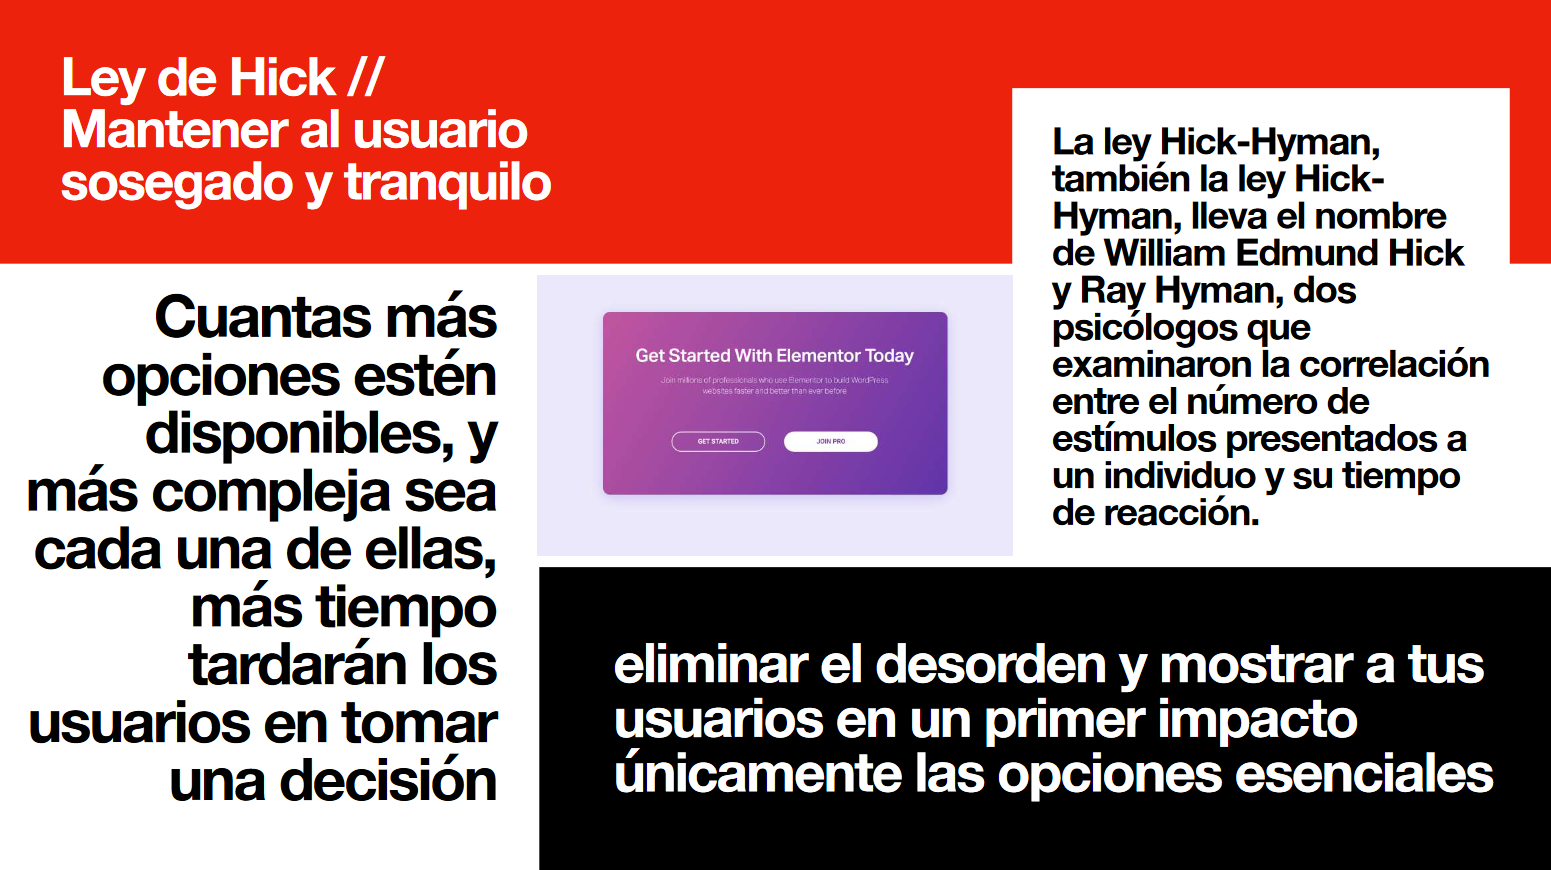 Ley de Hick //
Mantener al usuario
sosegado y tranquilo
La ley Hick-Hyman,
también la ley Hick-
Hyman, lleva el nombre
de William Edmund Hick
y Ray Hyman, dos
psicólogos que
examinaron la correlación
entre el número de
estímulos presentados a
un individuo y su tiempo
de reacción.
Cuantas más
opciones estén
disponibles, y
más compleja sea
cada una de ellas,
más tiempo
tardarán los
usuarios en tomar
una decisión
Get Started With Elementor Today
Join millions of professionals who use Elementor to build WordPress
websites faster and better than ever before
GET STARTED
JOIN PRO
eliminar el desorden y mostrar a tus
usuarios en un primer impacto
únicamente las opciones esenciales